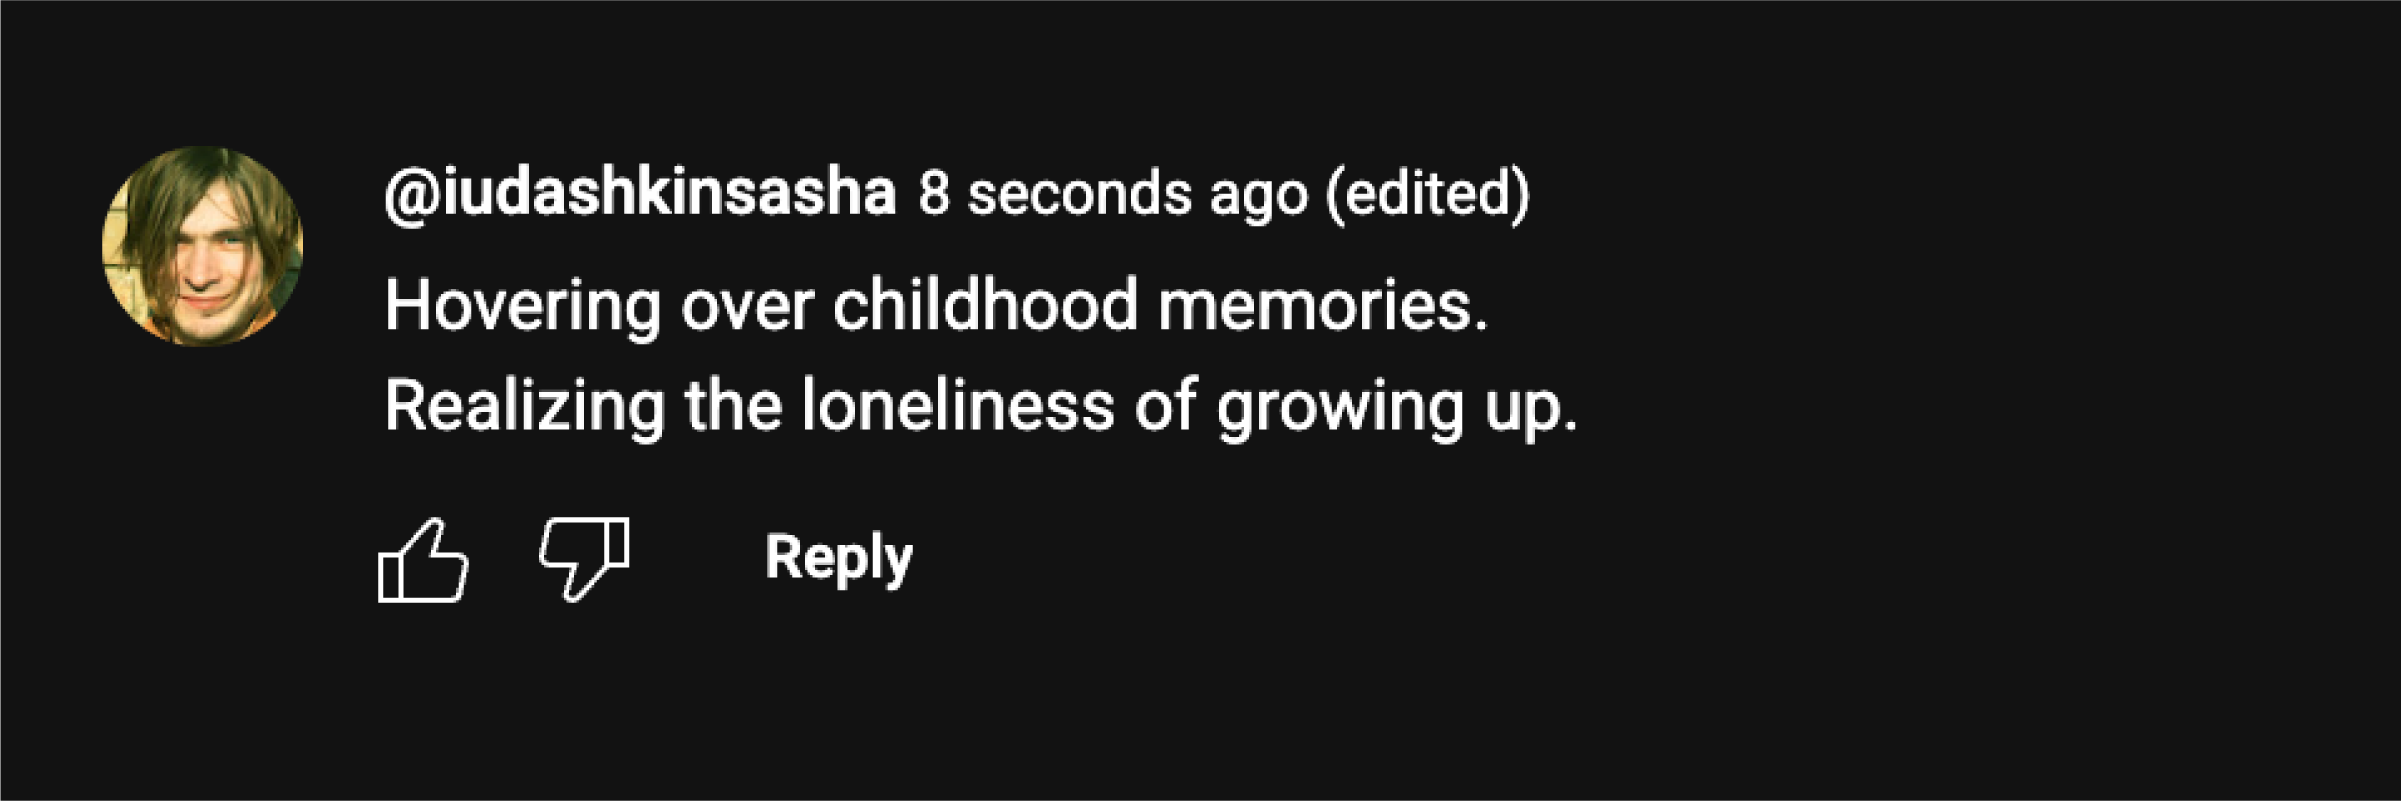 @iudashkinsasha 8 seconds ago (edited)
Hovering over childhood memories.
Realizing the loneliness of growing up.
Reply